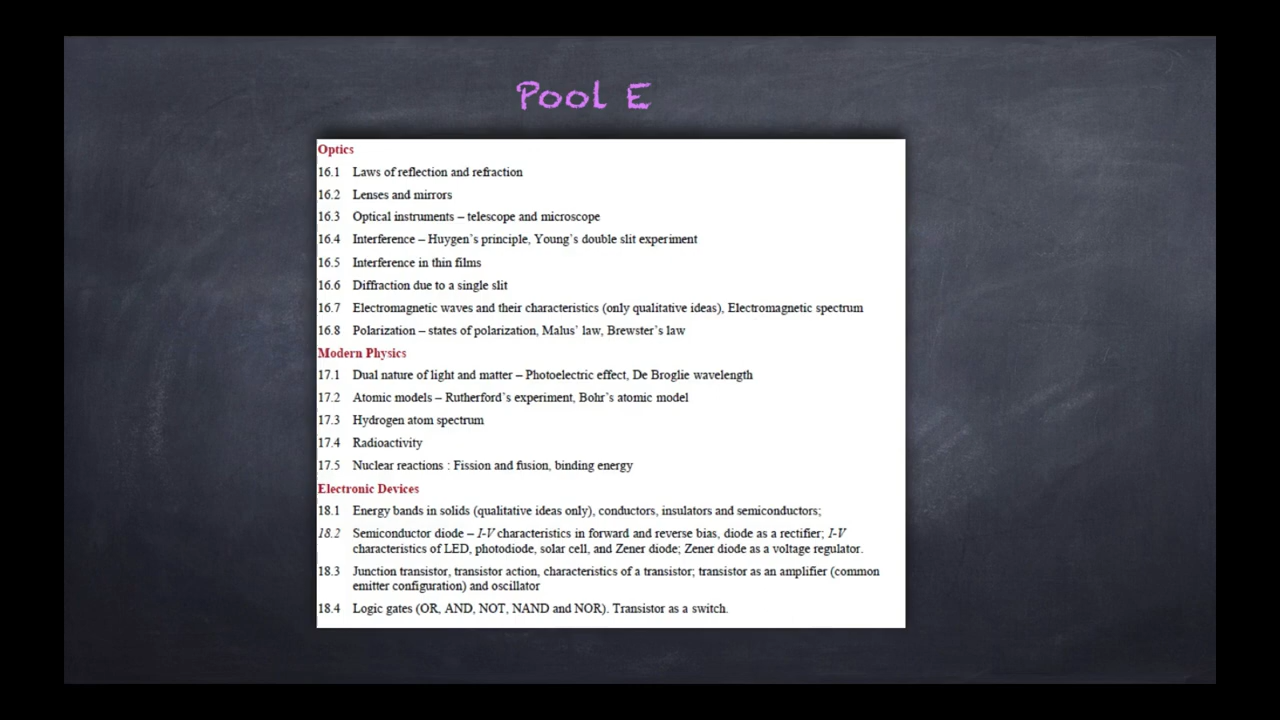 Pool E
Optics
16.1 Laws of reflection and refraction
16.2 Lenses and mirrors
16.3 Optical instruments – telescope and microscope
16.4 Interference – Huygen's principle, Young's double slit experiment
16.5 Interference in thin films
16.6 Diffraction due to a single slit
16.7 Electromagnetic waves and their characteristics (only qualitative ideas), Electromagnetic spectrum
16.8 Polarization – states of polarization, Malus' law, Brewster's law
Modern Physics
17.1 Dual nature of light and matter – Photoelectric effect, De Broglie wavelength
17.2 Atomic models – Rutherford's experiment, Bohr's atomic model
17.3 Hydrogen atom spectrum
17.4 Radioactivity
17.5 Nuclear reactions : Fission and fusion, binding energy
Electronic Devices
18.1 Energy bands in solids (qualitative ideas only), conductors, insulators and semiconductors;
18.2 Semiconductor diode – I-V characteristics in forward and reverse bias, diode as a rectifier; I-V
characteristics of LED, photodiode, solar cell, and Zener diode; Zener diode as a voltage regulator.
18.3 Junction transistor, transistor action, characteristics of a transistor; transistor as an amplifier (common
emitter configuration) and oscillator
18.4 Logic gates (OR, AND, NOT, NAND and NOR). Transistor as a switch.